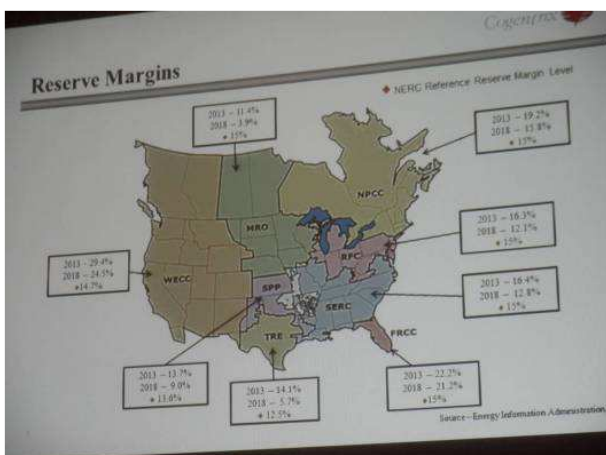 Cogentrix
Reserve Margins
◆ NERC Reference Reserve Margin Level
2013 – 11.4%
2018 – 3.9%
◆ 15%
2013 – 19.2%
2018 – 15.8%
◆ 15%
NPCC
MRO
2013 – 16.3%
2018 – 12.1%
◆ 15%
RFC
2013 – 29.4%
2018 – 24.5%
◆14.7%
WECC
SPP
2013 – 16.4%
2018 – 12.8%
◆ 15%
SERC
TRE
FRCC
2013 – 13.7%
2018 – 9.0%
◆ 13.6%
2013 – 14.1%
2018 – 5.7%
◆ 12.5%
2013 – 22.2%
2018 – 21.2%
◆15%
Source – Energy Information Administration,